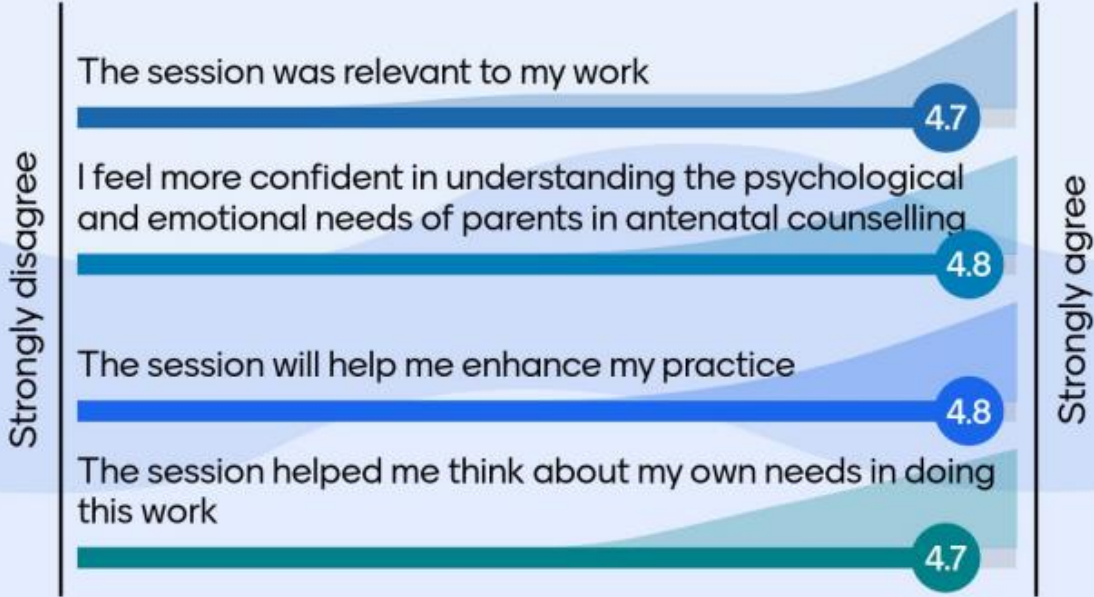 Strongly disagree
The session was relevant to my work
4.7
I feel more confident in understanding the psychological
and emotional needs of parents in antenatal counselling
4.8
The session will help me enhance my practice
4.8
The session helped me think about my own needs in doing
this work
4.7
Strongly agree